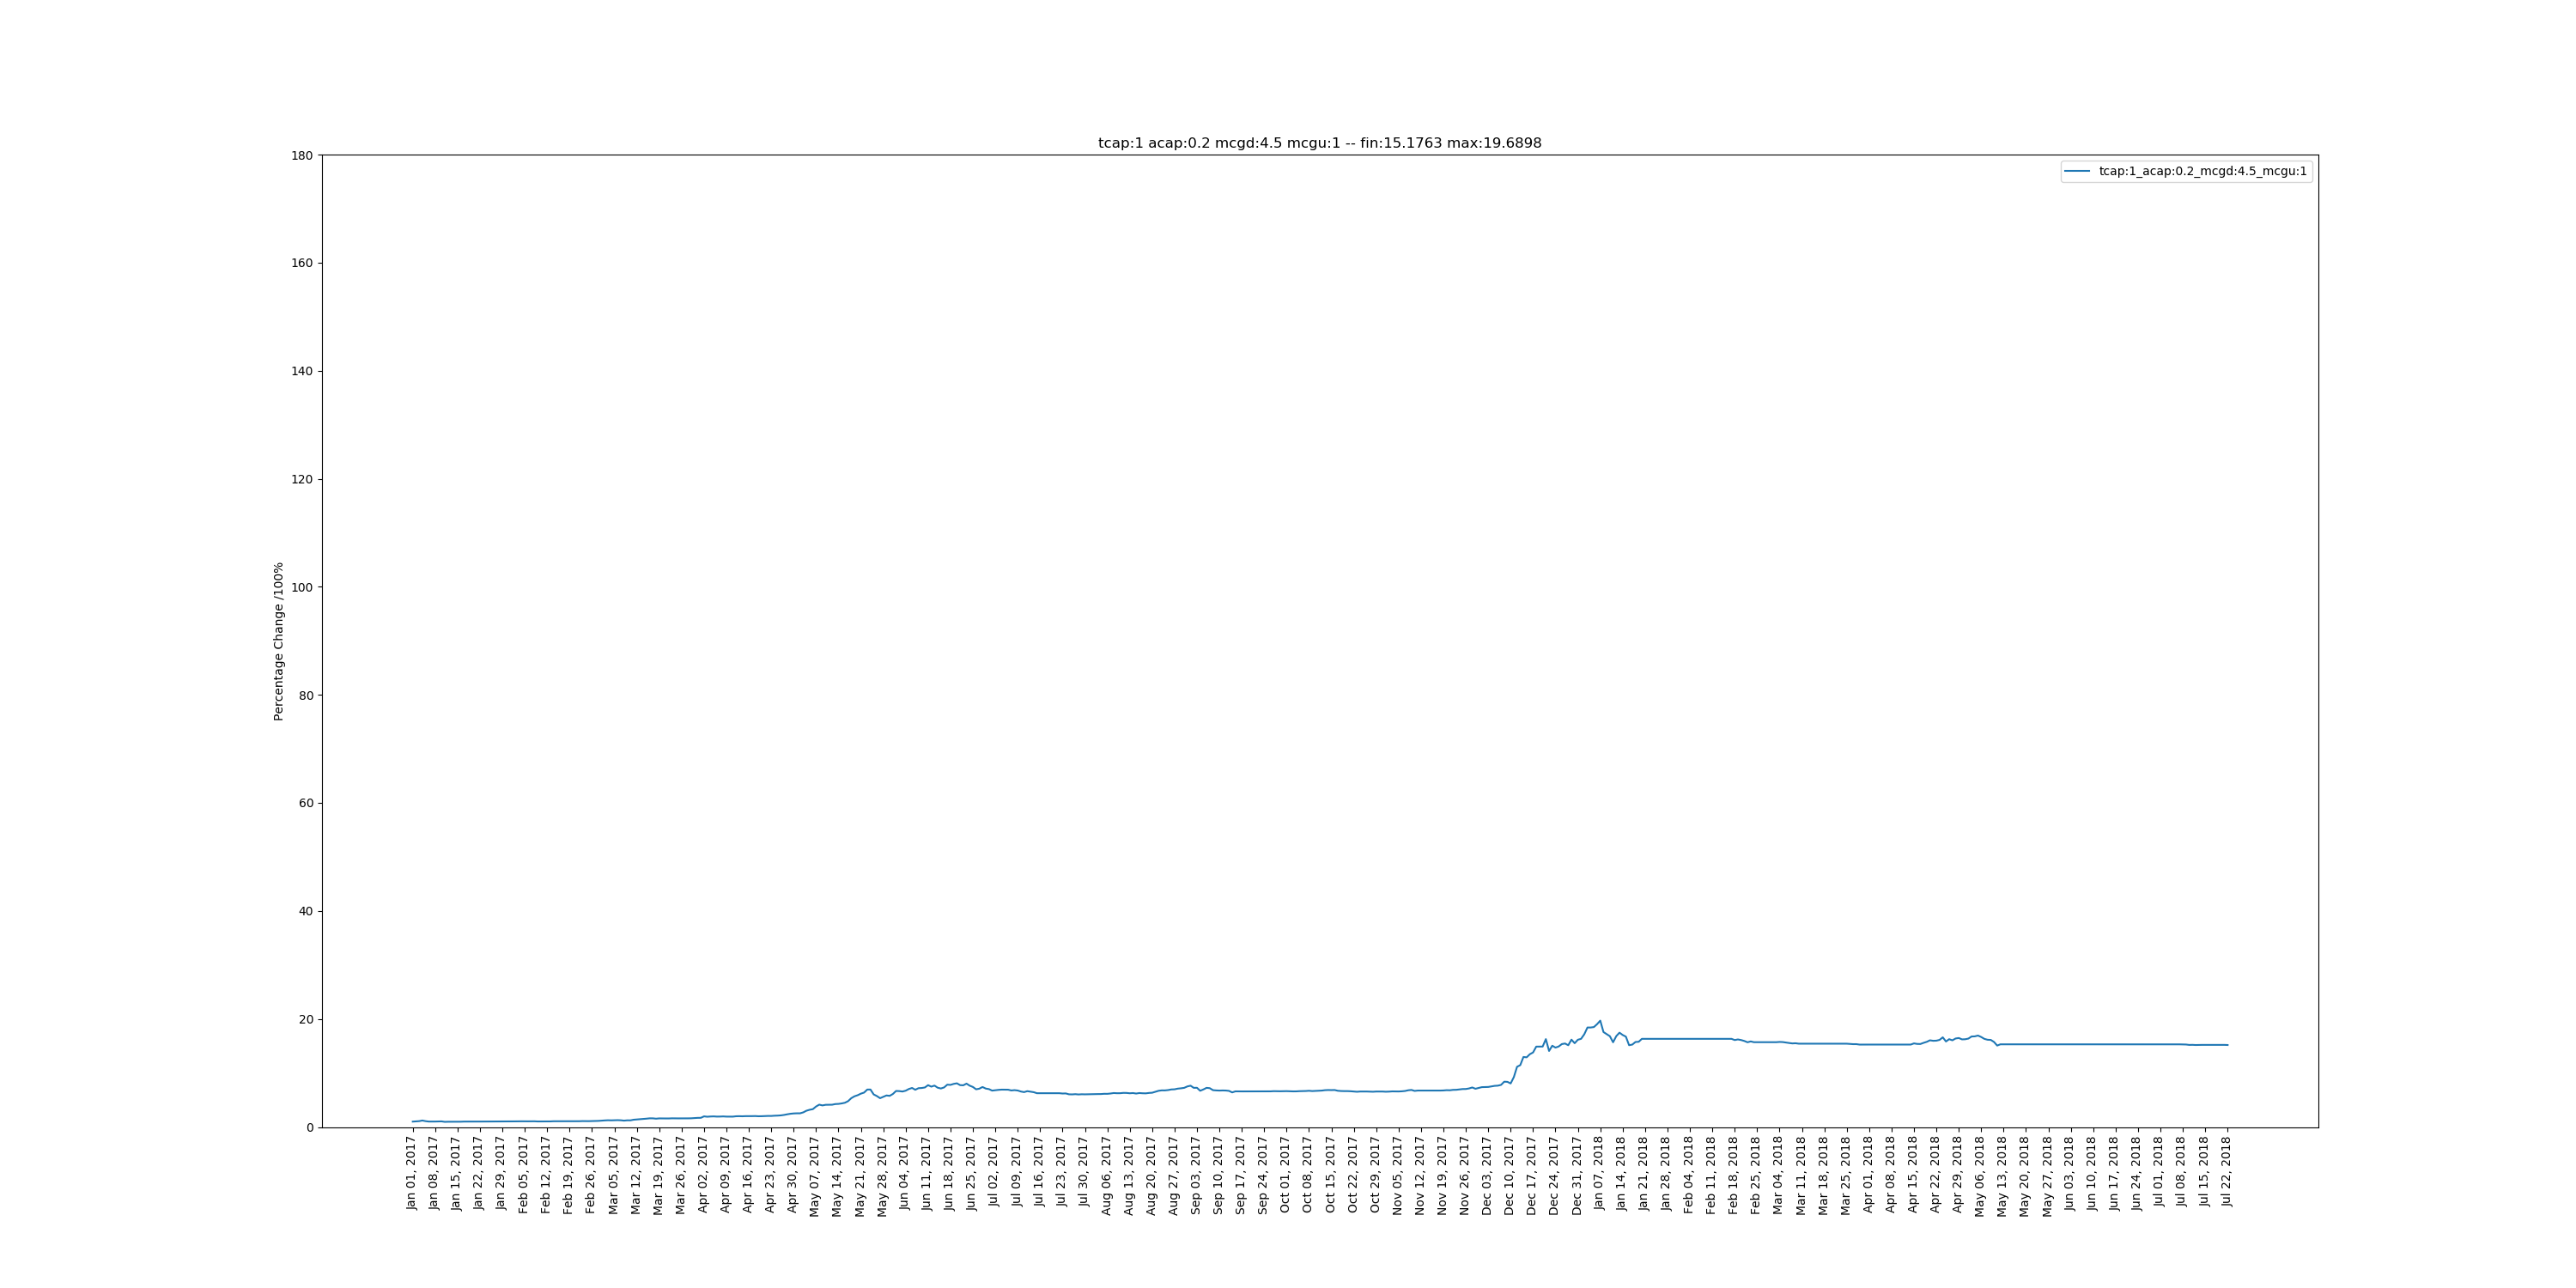 tcap:1 acap:0.2 mcgd:4.5 mcgu:1 -- fin:15.1763 max:19.6898
tcap:1_acap:0.2_mcgd:4.5_mcgu:1
Percentage Change /100%
180
160
140
120
100
80
60
40
20
0
Jan 01, 2017
Jan 08, 2017
Jan 15, 2017
Jan 22, 2017
Jan 29, 2017
Feb 05, 2017
Feb 12, 2017
Feb 19, 2017
Feb 26, 2017
Mar 05, 2017
Mar 12, 2017
Mar 19, 2017
Mar 26, 2017
Apr 02, 2017
Apr 09, 2017
Apr 16, 2017
Apr 23, 2017
Apr 30, 2017
May 07, 2017
May 14, 2017
May 21, 2017
May 28, 2017
Jun 04, 2017
Jun 11, 2017
Jun 18, 2017
Jun 25, 2017
Jul 02, 2017
Jul 09, 2017
Jul 16, 2017
Jul 23, 2017
Jul 30, 2017
Aug 06, 2017
Aug 13, 2017
Aug 20, 2017
Aug 27, 2017
Sep 03, 2017
Sep 10, 2017
Sep 17, 2017
Sep 24, 2017
Oct 01, 2017
Oct 08, 2017
Oct 15, 2017
Oct 22, 2017
Oct 29, 2017
Nov 05, 2017
Nov 12, 2017
Nov 19, 2017
Nov 26, 2017
Dec 03, 2017
Dec 10, 2017
Dec 17, 2017
Dec 24, 2017
Dec 31, 2017
Jan 07, 2018
Jan 14, 2018
Jan 21, 2018
Jan 28, 2018
Feb 04, 2018
Feb 11, 2018
Feb 18, 2018
Feb 25, 2018
Mar 04, 2018
Mar 11, 2018
Mar 18, 2018
Mar 25, 2018
Apr 01, 2018
Apr 08, 2018
Apr 15, 2018
Apr 22, 2018
Apr 29, 2018
May 06, 2018
May 13, 2018
May 20, 2018
May 27, 2018
Jun 03, 2018
Jun 10, 2018
Jun 17, 2018
Jun 24, 2018
Jul 01, 2018
Jul 08, 2018
Jul 15, 2018
Jul 22, 2018